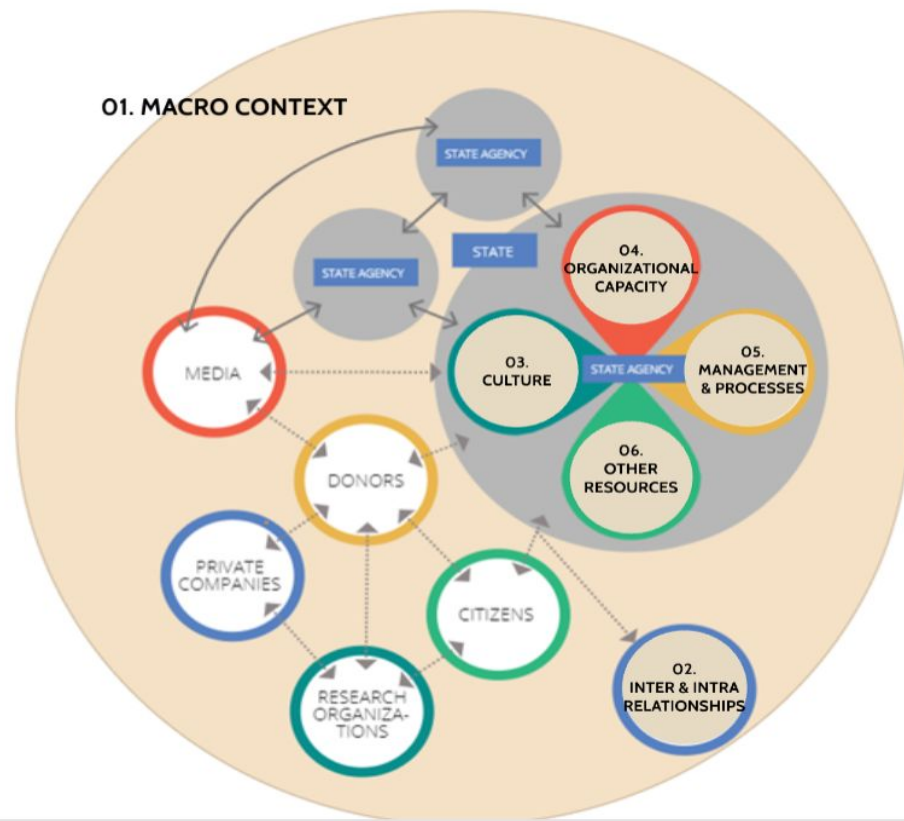 01. MACRO CONTEXT
STATE AGENCY
STATE
STATE AGENCY
04.
ORGANIZATIONAL
CAPACITY
03.
CULTURE
STATE AGENCY
05.
MANAGEMENT
& PROCESSES
06.
OTHER
RESOURCES
MEDIA
DONORS
PRIVATE
COMPANIES
CITIZENS
RESEARCH
ORGANIZA-
TIONS
02.
INTER & INTRA
RELATIONSHIPS